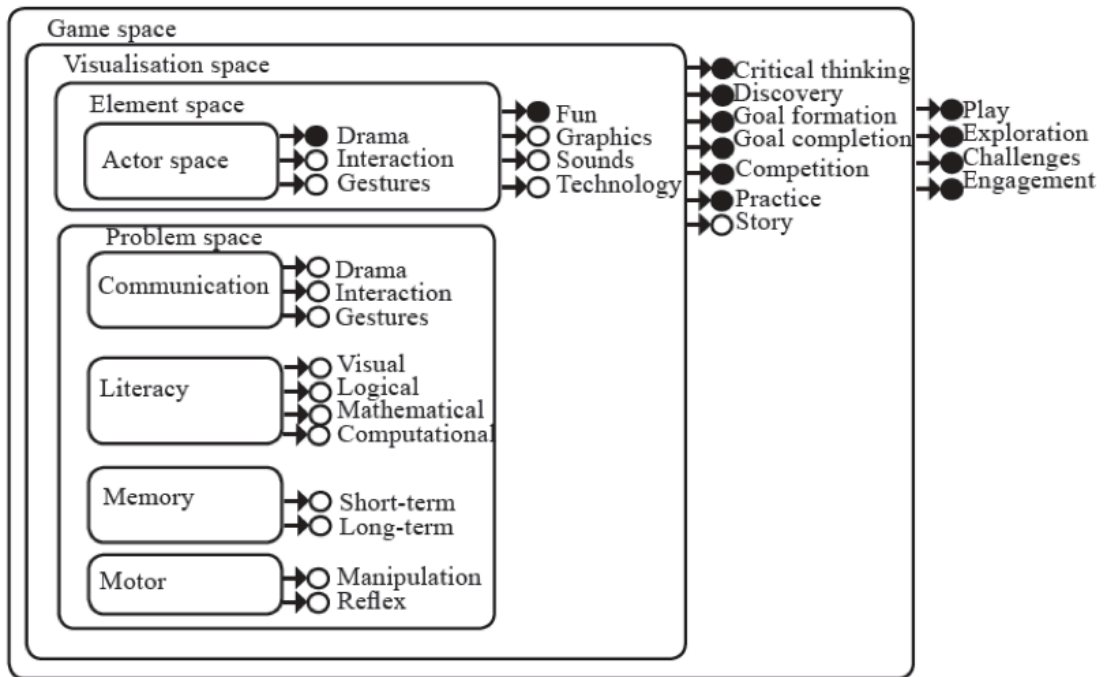 Game space
Visualisation space
Element space
Actor space
Drama
Interaction
Gestures
Fun
Graphics
Sounds
Technology
Critical thinking
Discovery
Goal formation
Goal completion
Competition
Practice
Story
Play
Exploration
Challenges
Engagement
Problem space
Communication
Drama
Interaction
Gestures
Literacy
Visual
Logical
Mathematical
Computational
Memory
Short-term
Long-term
Motor
Manipulation
Reflex